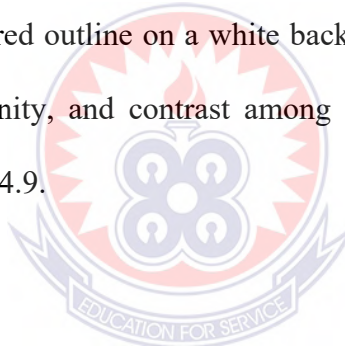 red outline on a white back
nity, and contrast among
4.9.
EDUCATION FOR SERVICE